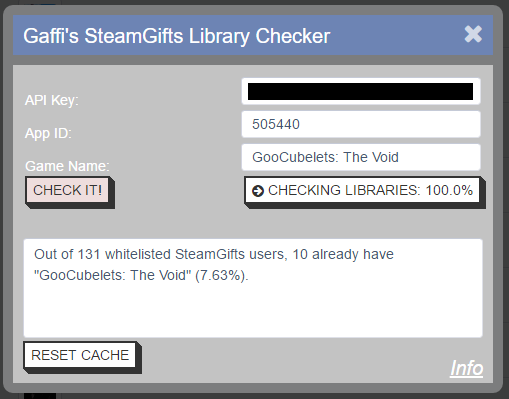 Gaffi's SteamGifts Library Checker
API Key:
App ID: 505440
Game Name: GooCubelets: The Void
CHECK IT! CHECKING LIBRARIES: 100.0%
Out of 131 whitelisted SteamGifts users, 10 already have
"GooCubelets: The Void" (7.63%).
RESET CACHE
Info